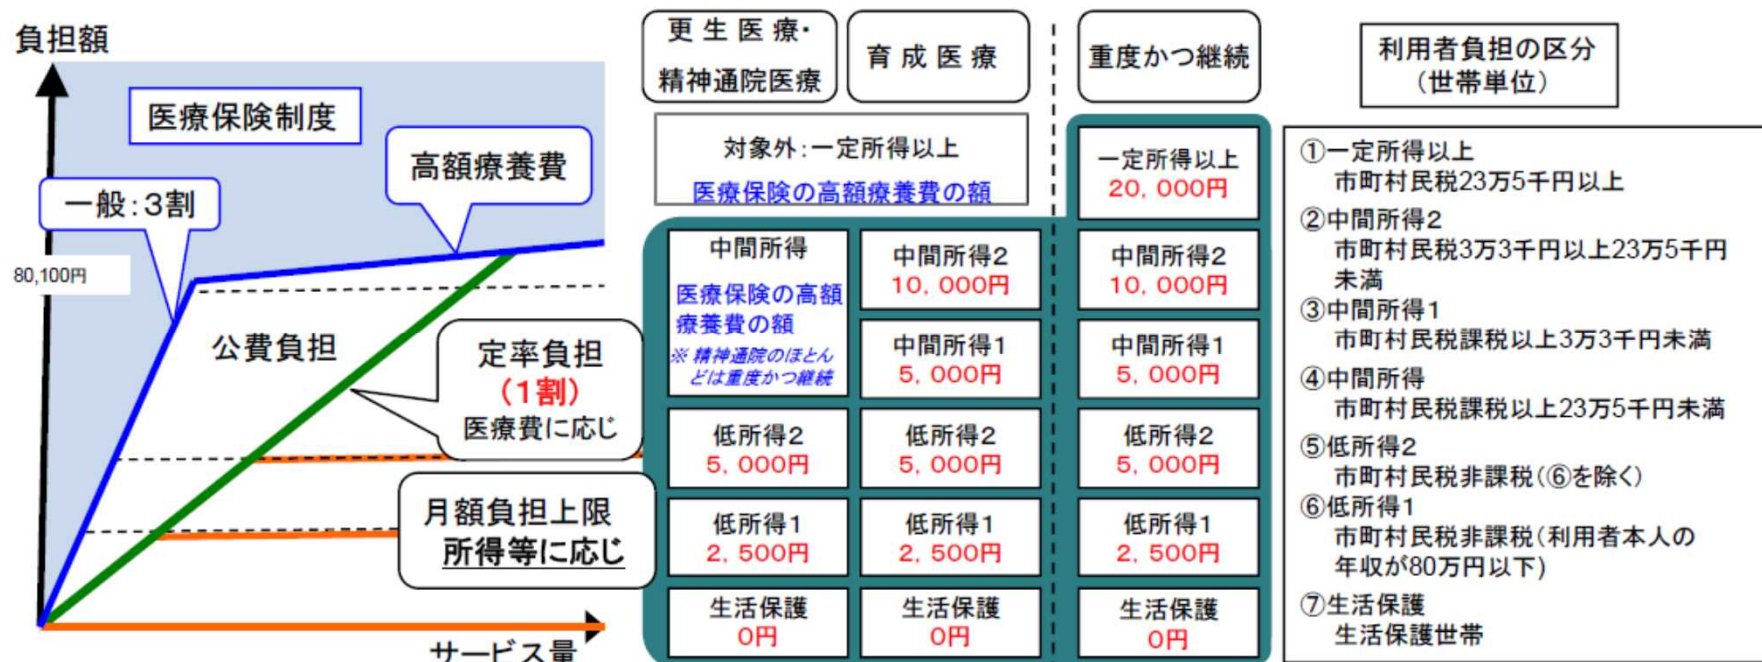 負担額
医療保険制度
高額療養費
一般:3割
80,100円
公費負担
定率負担
(1割)
医療費に応じ
月額負担上限
所得等に応じ
サービス量
更生医療・
精神通院医療
育成医療
重度かつ継続
対象外:一定所得以上
医療保険の高額療養費の額
一定所得以上
20,000円
中間所得
医療保険の高額
療養費の額
※ 精神通院のほとん
どは重度かつ継続
中間所得2
10,000円
中間所得2
10,000円
中間所得1
5,000円
中間所得1
5,000円
低所得2
5,000円
低所得2
5,000円
低所得2
5,000円
低所得1
2,500円
低所得1
2,500円
低所得1
2,500円
生活保護
0円
生活保護
0円
生活保護
0円
利用者負担の区分
(世帯単位)
①一定所得以上
市町村民税23万5千円以上
②中間所得2
市町村民税3万3千円以上23万5千円
未満
③中間所得1
市町村民税課税以上3万3千円未満
④中間所得
市町村民税課税以上23万5千円未満
⑤低所得2
市町村民税非課税(⑥を除く)
⑥低所得1
市町村民税非課税(利用者本人の
年収が80万円以下)
⑦生活保護
生活保護世帯